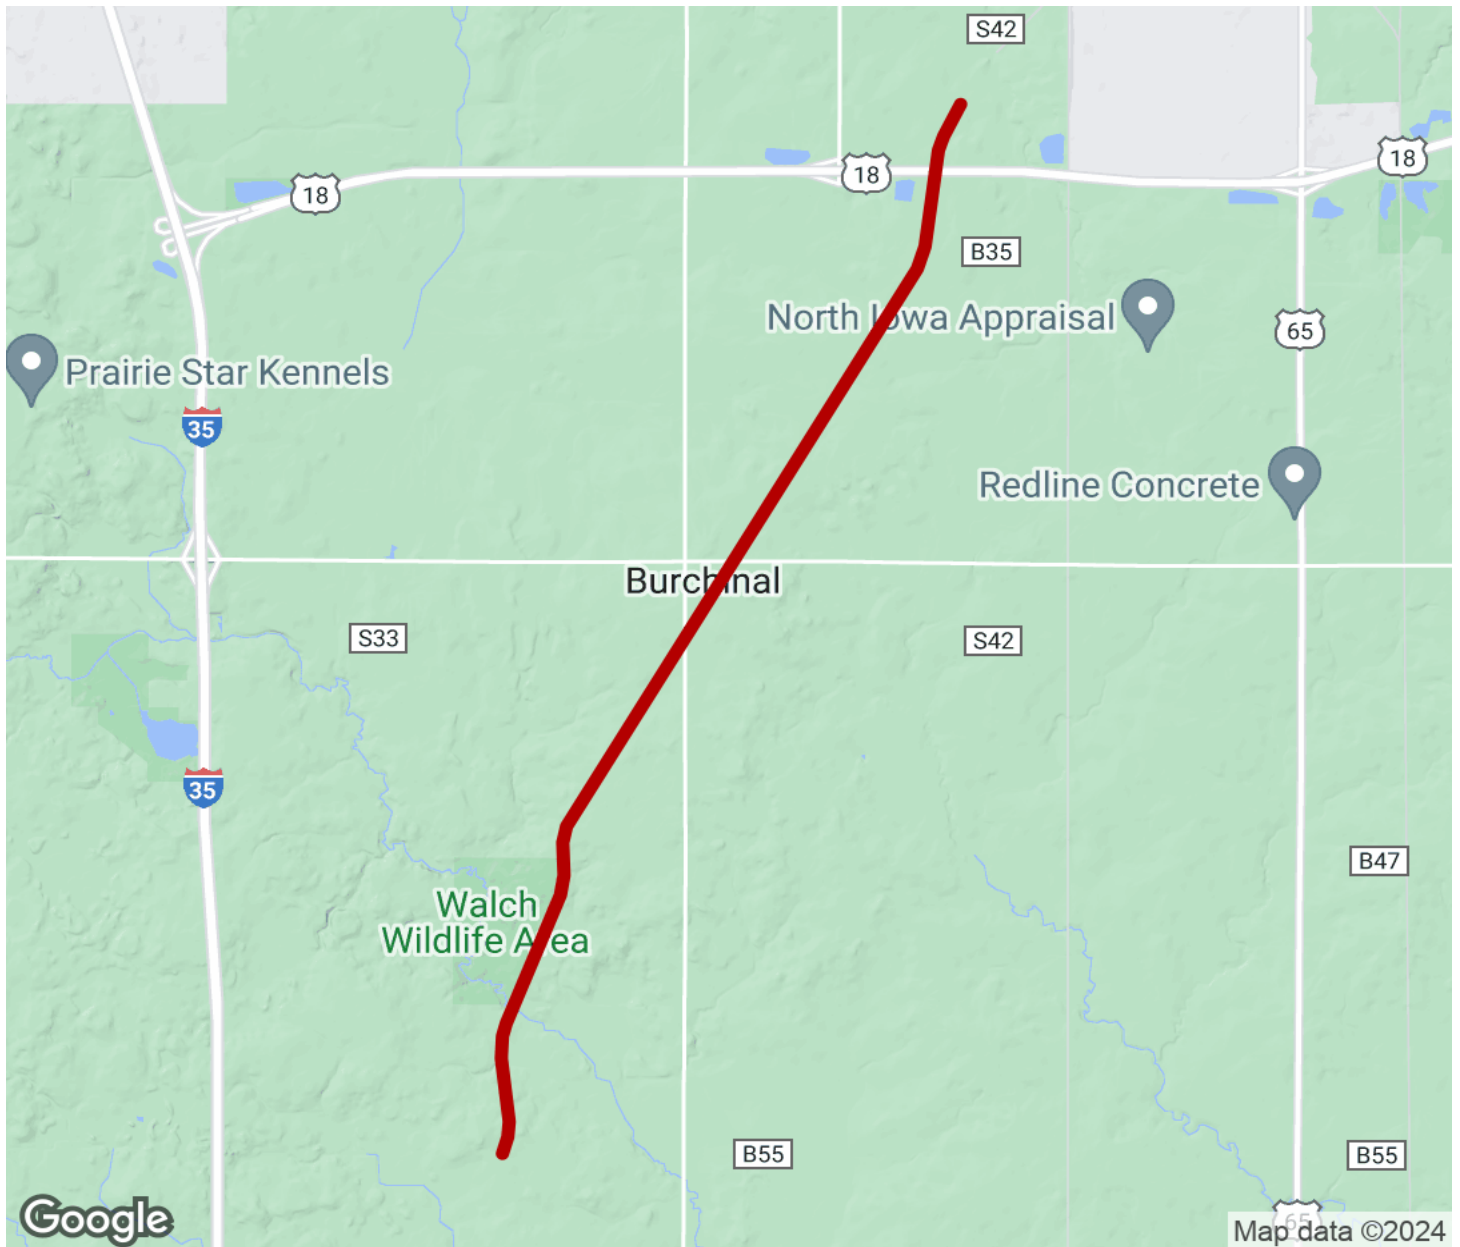 S42
18
18
18
B35
North Iowa Appraisal
65
Prairie Star Kennels
35
Redline Concrete
Burchinal
S33
S42
35
B47
Walch
Wildlife Area
B55
B55
65
Google
Map data ©2024